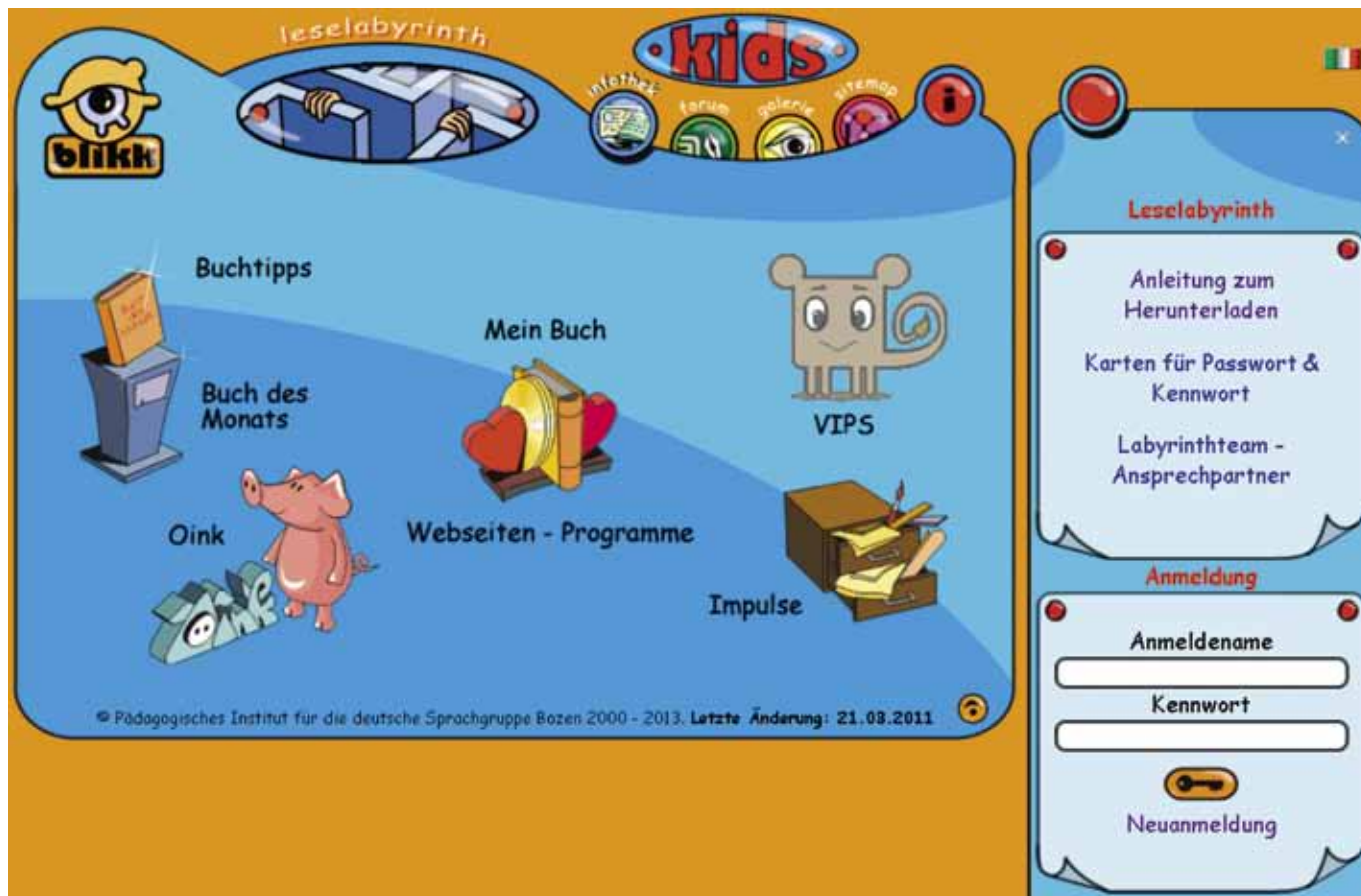 leselabyrinth
kids
infothek
forum
galerie
sitemap
i
blikk
Buchtipps
Buch des
Monats
Mein Buch
VIPS
Oink
Webseiten - Programme
Impulse
© Pädagogisches Institut für die deutsche Sprachgruppe Bozen 2000 - 2013. Letzte Änderung: 21.03.2011
Leselabyrinth
Anleitung zum
Herunterladen
Karten für Passwort &
Kennwort
Labyrinthteam -
Ansprechpartner
Anmeldung
Anmeldename
Kennwort
Neuanmeldung